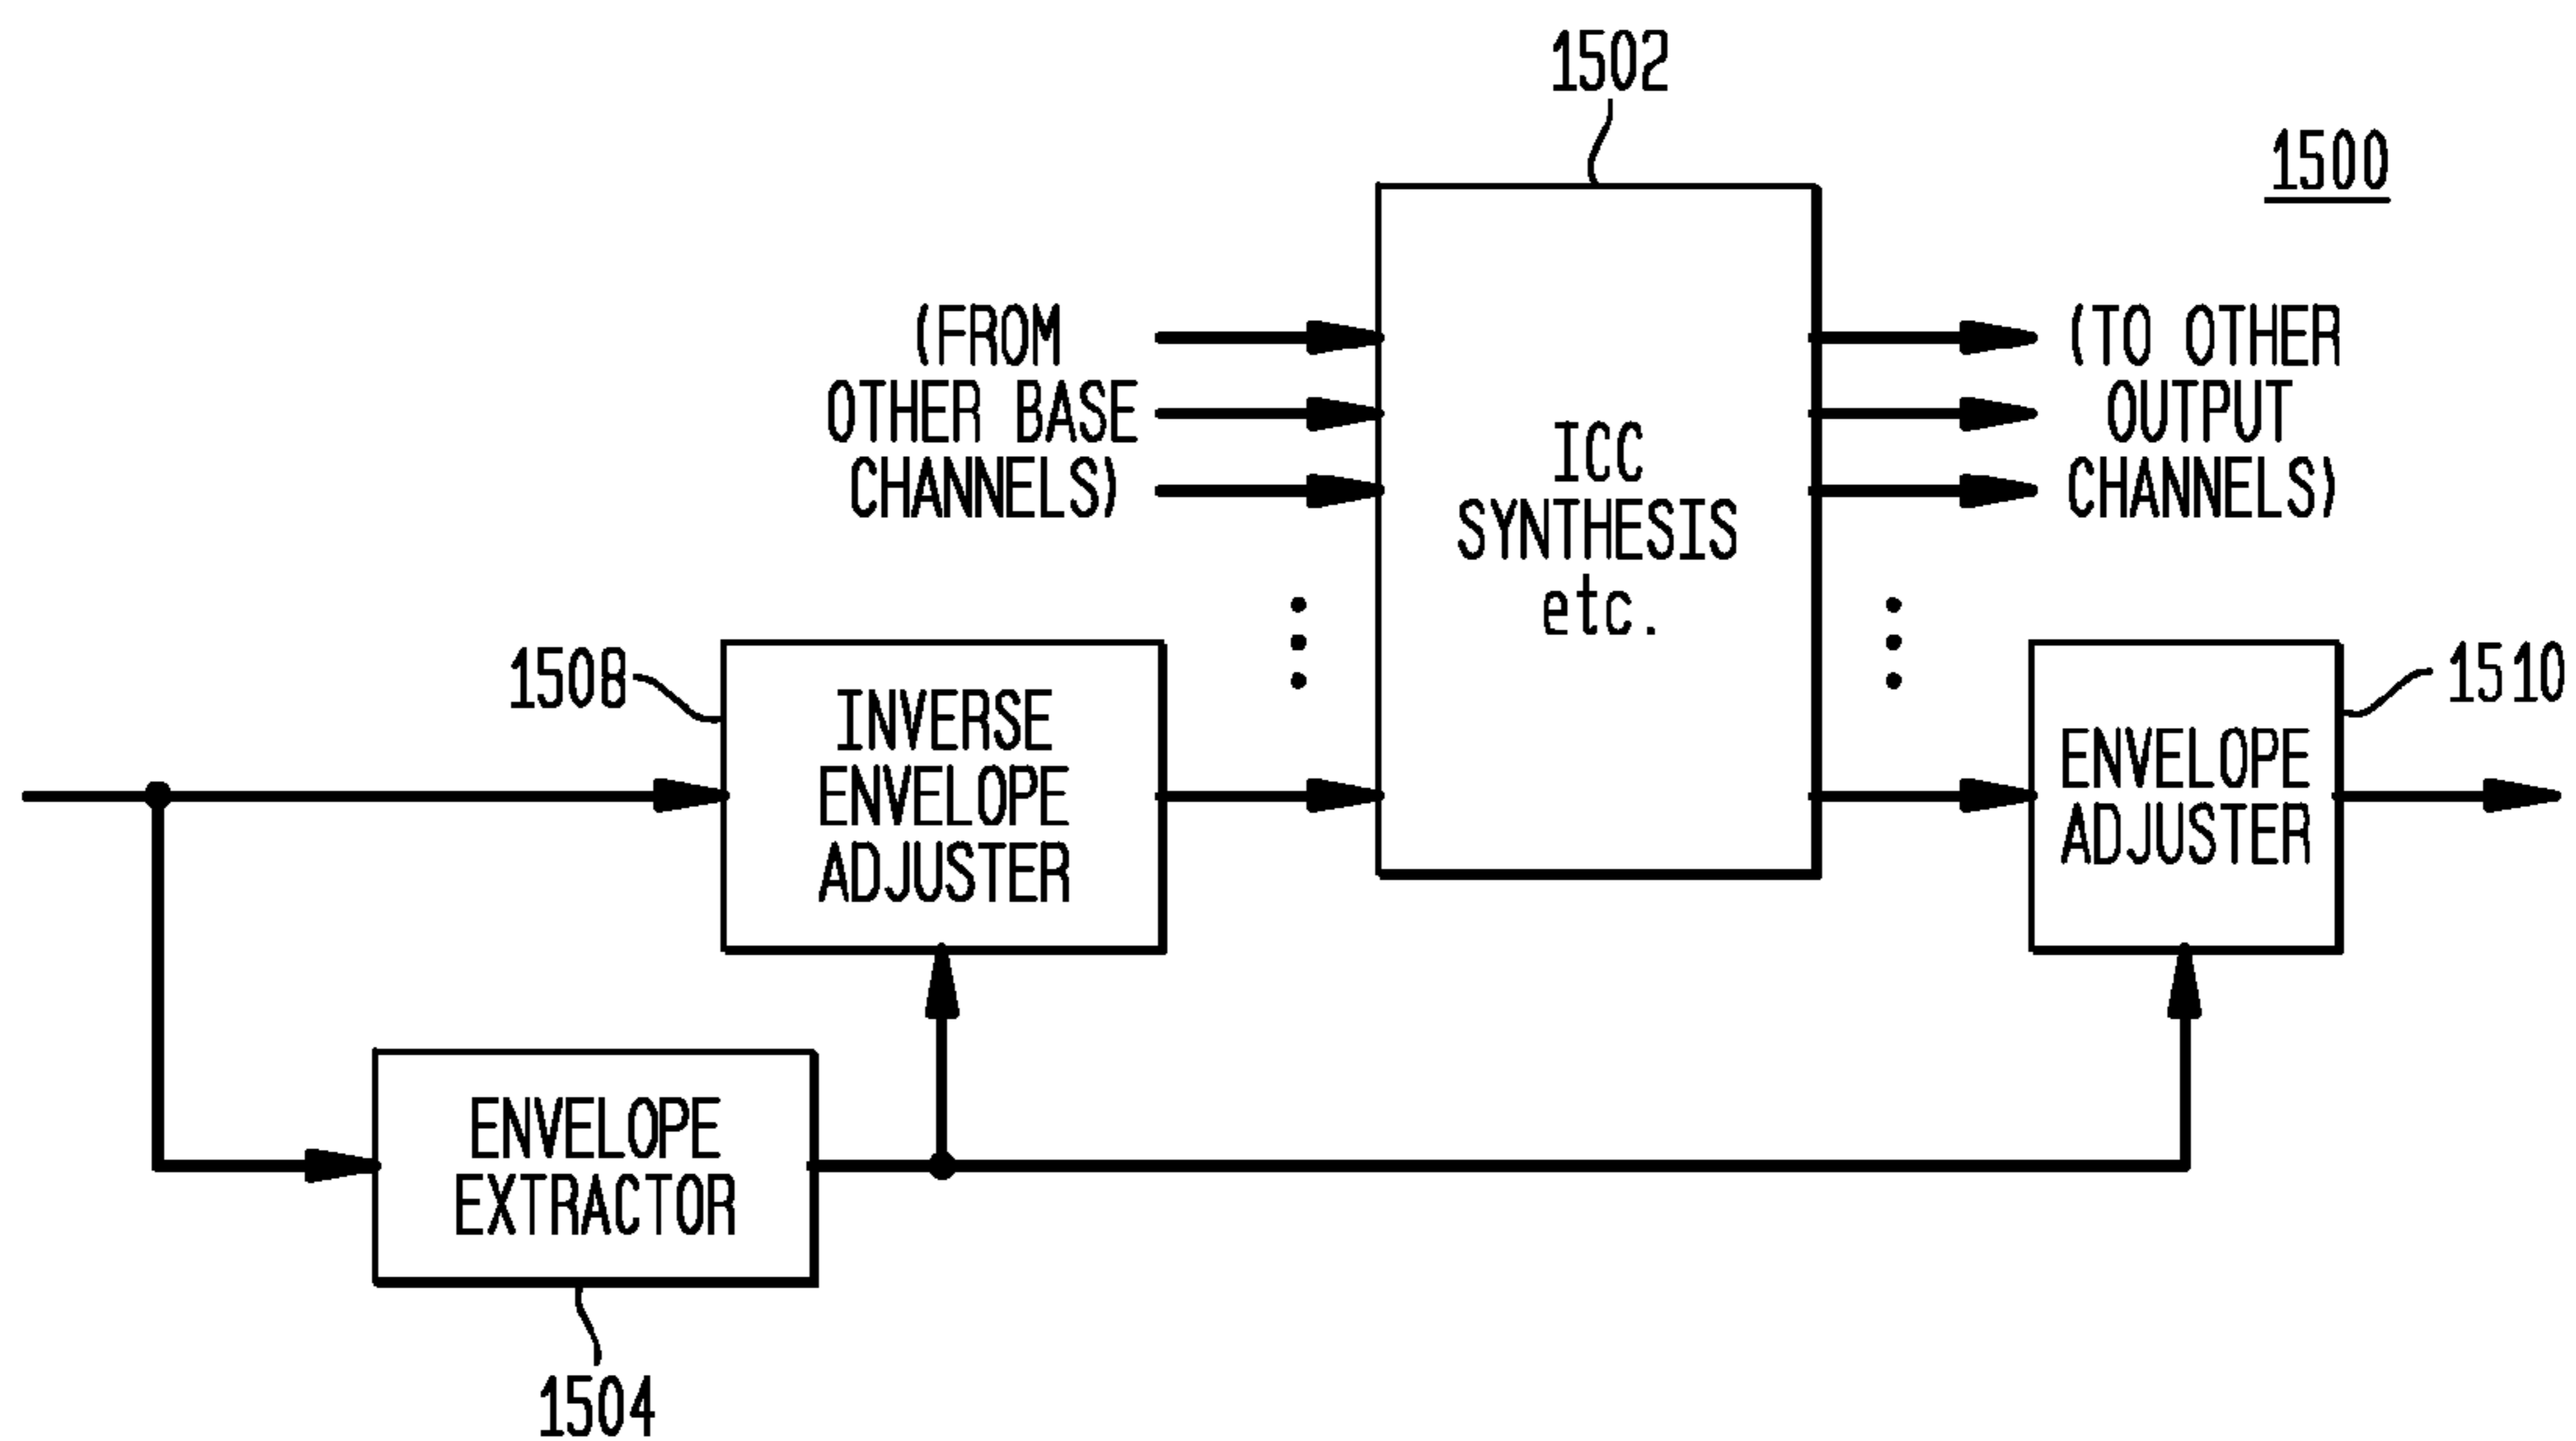 1502
1500
(FROM
OTHER BASE
CHANNELS)
(TO OTHER
OUTPUT
CHANNELS)
ICC
SYNTHESIS
etc.
1508
INVERSE
ENVELOPE
ADJUSTER
1510
ENVELOPE
ADJUSTER
ENVELOPE
EXTRACTOR
1504